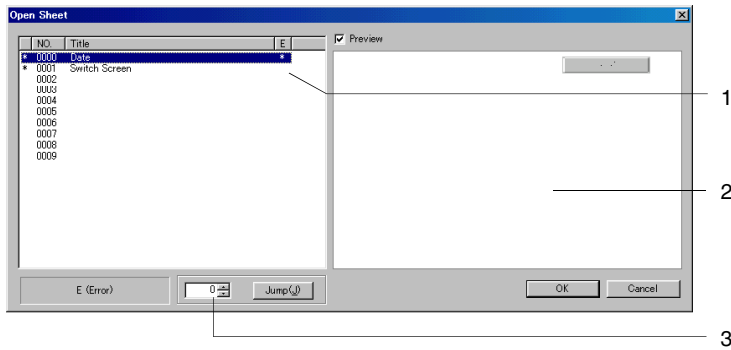 Open Sheet
NO. Title E
* 0000 Date *
* 0001 Switch Screen
0002
0003
0004
0005
0006
0007
0008
0009
Preview
1
2
E (Error)
0
Jump(J)
OK
Cancel
3